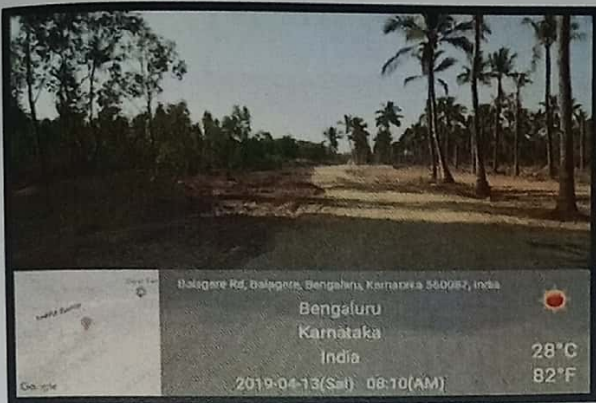 Balagere Rd, Balagere, Bengaluru, Karnataka 560087, India
Bengaluru
Karnataka
India
28°C
82°F
2019-04-13(Sat) 08:10(AM)
Google